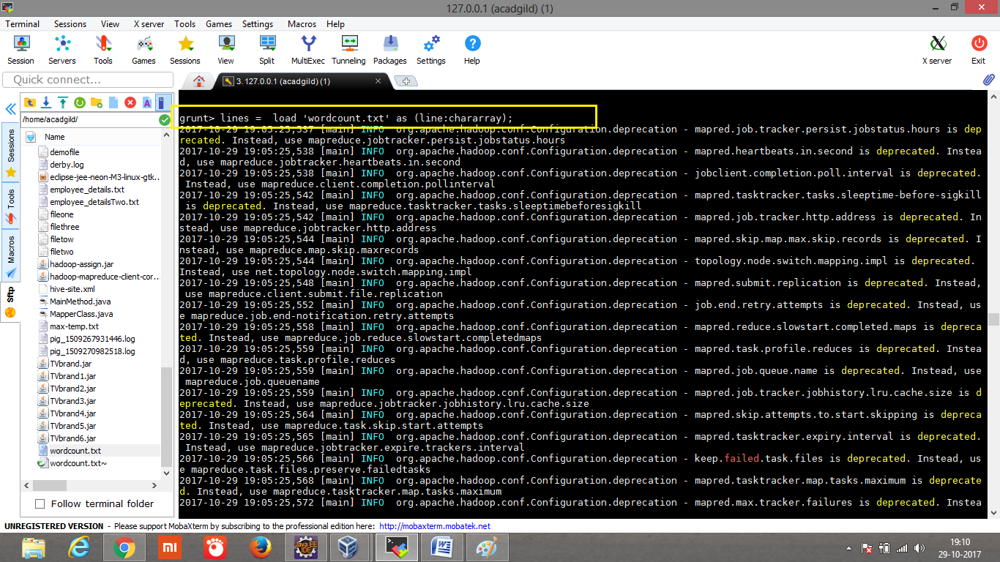 127.0.0.1 (acadgild) (1)
Terminal Sessions View X server Tools Games Settings Macros Help
Session Servers Tools Games Sessions View Split MultiExec Tunneling Packages Settings Help X server Exit
Quick connect...
3. 127.0.0.1 (acadgild) (1)
/home/acadgild/
Name
demofile
derby.log
eclipse-jee-neon-M3-linux-gtk...
employee_details.txt
employee_detailsTwo.txt
fileone
filethree
filetow
filetwo
hadoop-assign.jar
hadoop-mapreduce-client-cor...
hive-site.xml
MainMethod.java
MapperClass.java
max-temp.txt
pig_1509267931446.log
pig_1509270982518.log
TVbrand.jar
TVbrand1.jar
TVbrand2.jar
TVbrand3.jar
TVbrand4.jar
TVbrand5.jar
TVbrand6.jar
wordcount.txt
wordcount.txt~
Follow terminal folder
Sessions
Tools
Macros
Sftp
grunt> lines =  load 'wordcount.txt' as (line:chararray);
2017-10-29 19:05:25,537 [main] INFO  org.apache.hadoop.conf.Configuration.deprecation - mapred.job.tracker.persist.jobstatus.hours is dep
recated. Instead, use mapreduce.jobtracker.persist.jobstatus.hours
2017-10-29 19:05:25,538 [main] INFO  org.apache.hadoop.conf.Configuration.deprecation - mapred.heartbeats.in.second is deprecated. Instea
d, use mapreduce.jobtracker.heartbeats.in.second
2017-10-29 19:05:25,538 [main] INFO  org.apache.hadoop.conf.Configuration.deprecation - jobclient.completion.poll.interval is deprecated.
 Instead, use mapreduce.client.completion.pollinterval
2017-10-29 19:05:25,542 [main] INFO  org.apache.hadoop.conf.Configuration.deprecation - mapred.tasktracker.tasks.sleeptime-before-sigkill
 is deprecated. Instead, use mapreduce.tasktracker.tasks.sleeptimebeforesigkill
2017-10-29 19:05:25,542 [main] INFO  org.apache.hadoop.conf.Configuration.deprecation - mapred.job.tracker.http.address is deprecated. In
stead, use mapreduce.jobtracker.http.address
2017-10-29 19:05:25,544 [main] INFO  org.apache.hadoop.conf.Configuration.deprecation - mapred.skip.map.max.skip.records is deprecated. I
nstead, use mapreduce.map.skip.maxrecords
2017-10-29 19:05:25,544 [main] INFO  org.apache.hadoop.conf.Configuration.deprecation - topology.node.switch.mapping.impl is deprecated.
Instead, use net.topology.node.switch.mapping.impl
2017-10-29 19:05:25,548 [main] INFO  org.apache.hadoop.conf.Configuration.deprecation - mapred.submit.replication is deprecated. Instead,
 use mapreduce.client.submit.file.replication
2017-10-29 19:05:25,552 [main] INFO  org.apache.hadoop.conf.Configuration.deprecation - job.end.retry.attempts is deprecated. Instead, us
e mapreduce.job.end-notification.retry.attempts
2017-10-29 19:05:25,558 [main] INFO  org.apache.hadoop.conf.Configuration.deprecation - mapred.reduce.slowstart.completed.maps is depreca
ted. Instead, use mapreduce.job.reduce.slowstart.completedmaps
2017-10-29 19:05:25,559 [main] INFO  org.apache.hadoop.conf.Configuration.deprecation - mapred.task.profile.reduces is deprecated. Instea
d, use mapreduce.task.profile.reduces
2017-10-29 19:05:25,559 [main] INFO  org.apache.hadoop.conf.Configuration.deprecation - mapred.job.queue.name is deprecated. Instead, use
 mapreduce.job.queuename
2017-10-29 19:05:25,559 [main] INFO  org.apache.hadoop.conf.Configuration.deprecation - mapred.job.tracker.jobhistory.lru.cache.size is d
eprecated. Instead, use mapreduce.jobtracker.jobhistory.lru.cache.size
2017-10-29 19:05:25,564 [main] INFO  org.apache.hadoop.conf.Configuration.deprecation - mapred.skip.attempts.to.start.skipping is depreca
ted. Instead, use mapreduce.task.skip.start.attempts
2017-10-29 19:05:25,565 [main] INFO  org.apache.hadoop.conf.Configuration.deprecation - mapred.tasktracker.expiry.interval is deprecated.
 Instead, use mapreduce.jobtracker.expire.trackers.interval
2017-10-29 19:05:25,566 [main] INFO  org.apache.hadoop.conf.Configuration.deprecation - keep.failed.task.files is deprecated. Instead, us
e mapreduce.task.files.preserve.failedtasks
2017-10-29 19:05:25,568 [main] INFO  org.apache.hadoop.conf.Configuration.deprecation - mapred.tasktracker.map.tasks.maximum is deprecate
d. Instead, use mapreduce.tasktracker.map.tasks.maximum
2017-10-29 19:05:25,572 [main] INFO  org.apache.hadoop.conf.Configuration.deprecation - mapred.max.tracker.failures is deprecated. Instea
UNREGISTERED VERSION - Please support MobaXterm by subscribing to the professional edition here: http://mobaxterm.mobatek.net
Java EE
IDE
19:10
29-10-2017